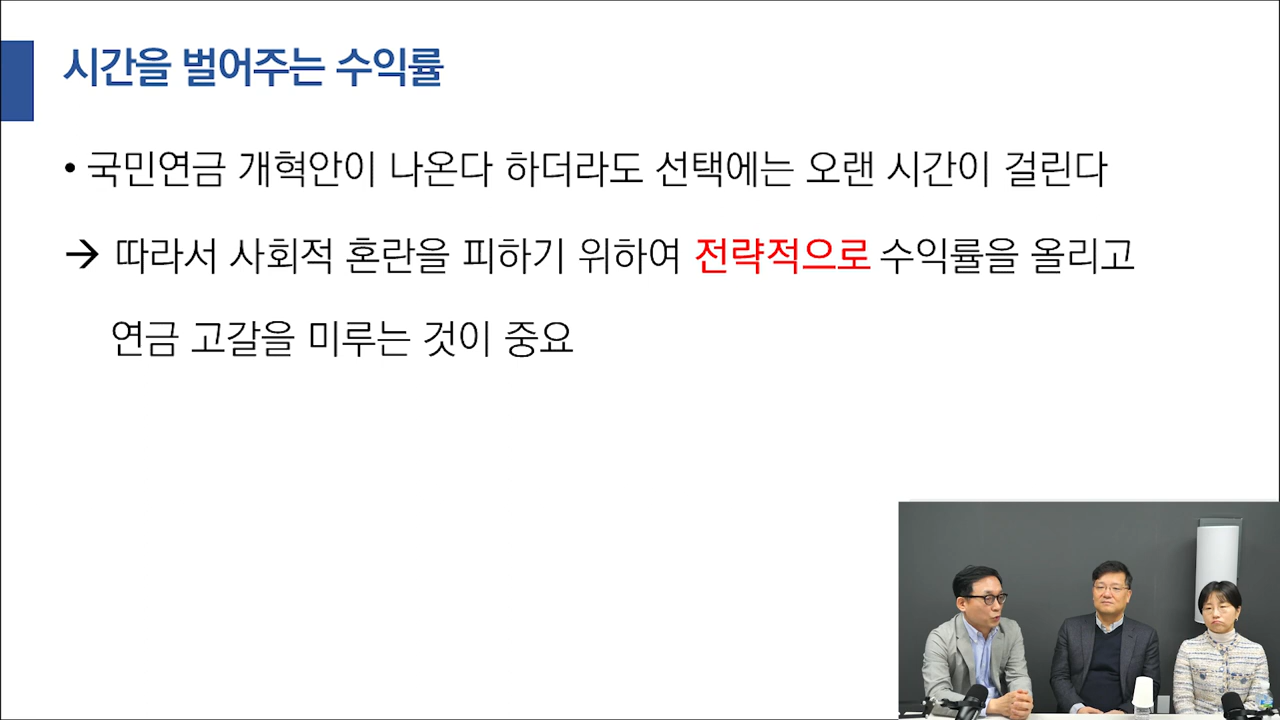 시간을 벌어주는 수익률
• 국민연금 개혁안이 나온다 하더라도 선택에는 오랜 시간이 걸린다
→ 따라서 사회적 혼란을 피하기 위하여 전략적으로 수익률을 올리고
연금 고갈을 미루는 것이 중요